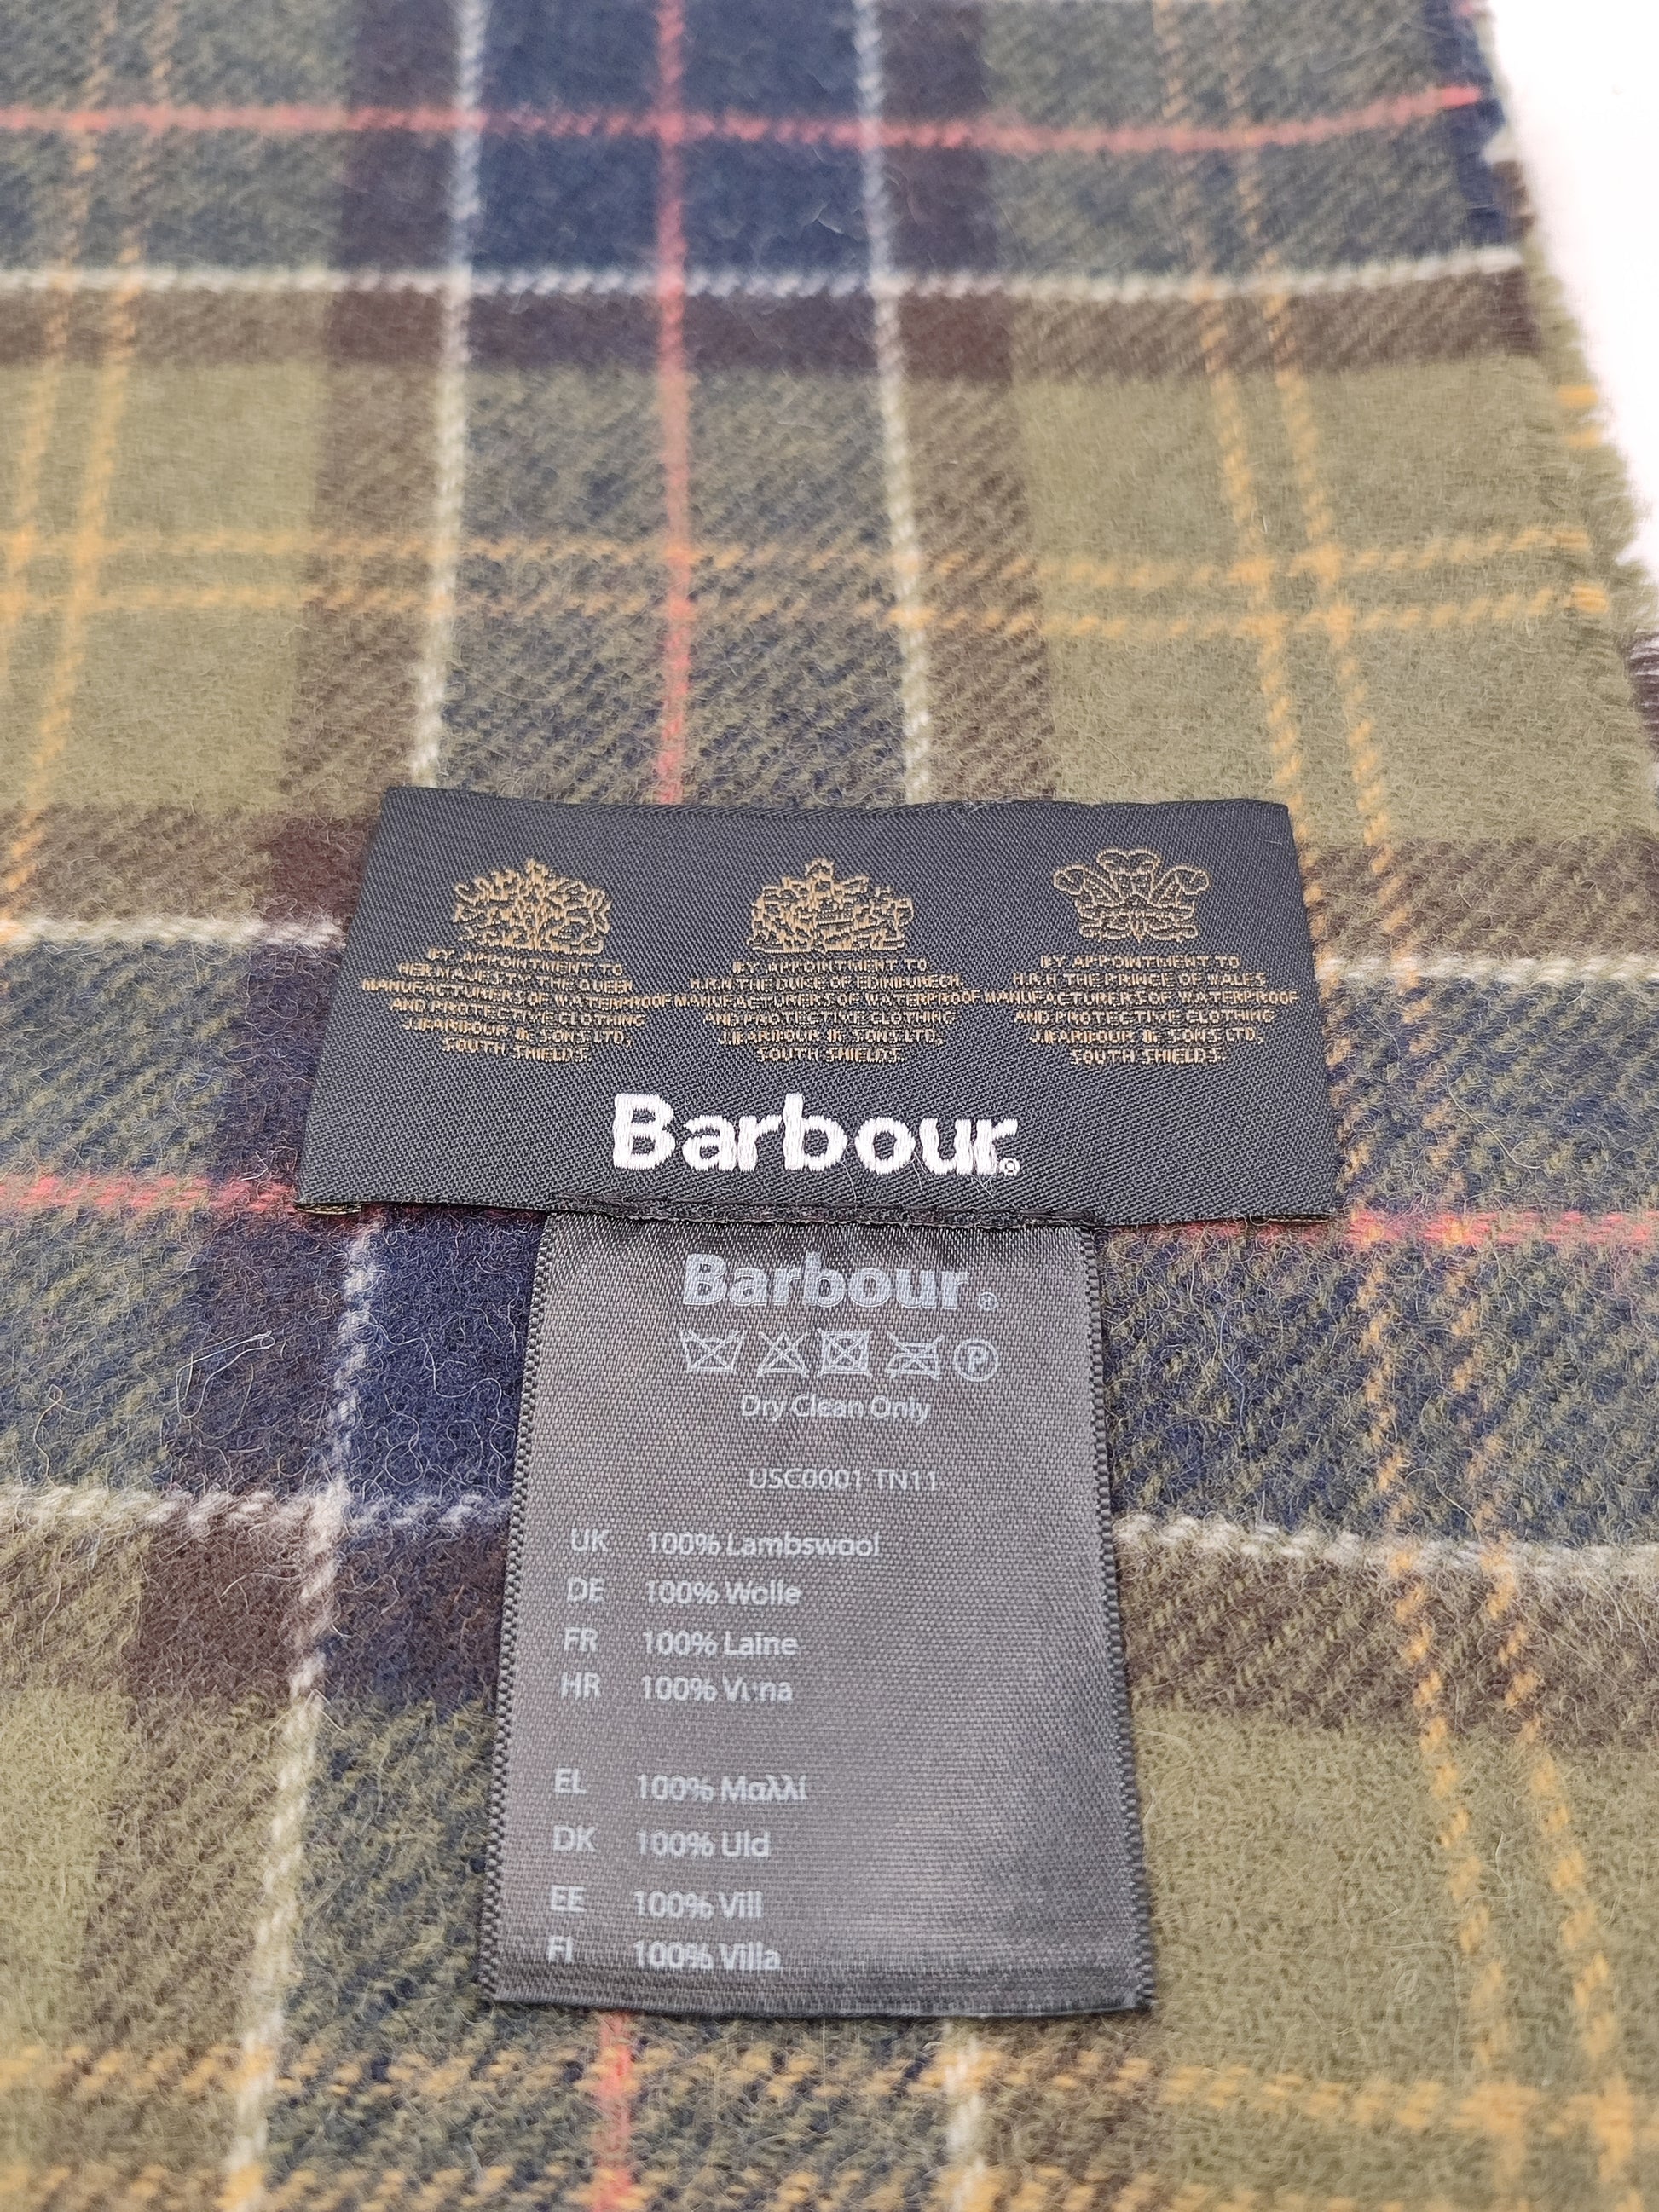 BY APPOINTMENT TO
HER MAJESTY THE QUEEN
MANUFACTURERS OF WATERPROOF
AND PROTECTIVE CLOTHING
J.BARBOUR & SONS LTD,
SOUTH SHIELDS.
BY APPOINTMENT TO
H.R.H THE DUKE OF EDINBURGH.
MANUFACTURERS OF WATERPROOF
AND PROTECTIVE CLOTHING
J.BARBOUR & SONS LTD,
SOUTH SHIELDS.
BY APPOINTMENT TO
H.R.H THE PRINCE OF WALES
MANUFACTURERS OF WATERPROOF
AND PROTECTIVE CLOTHING
J.BARBOUR & SONS LTD,
SOUTH SHIELDS.
Barbour®
Barbour®
P
Dry Clean Only
USC0001 TN11
UK 100% Lambswool
DE 100% Wolle
FR 100% Laine
HR 100% Vuna
EL 100% Μαλλί
DK 100% Uld
EE 100% Vill
FI 100% Villa